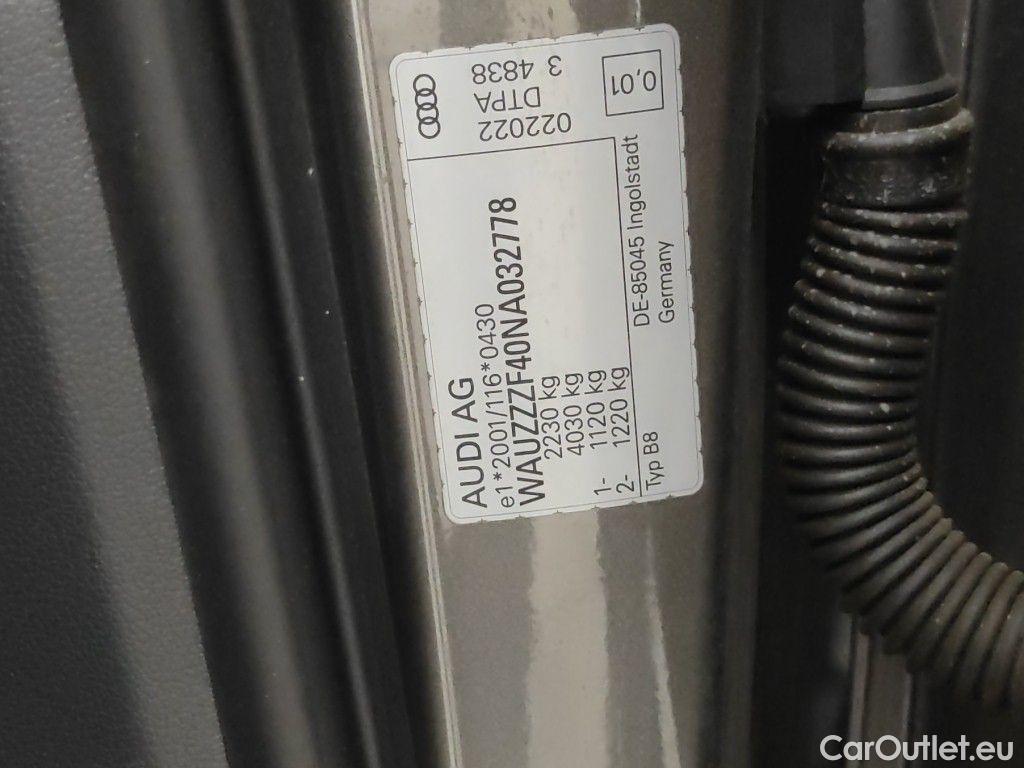 AUDI AG
e1*2001/116*0430
WAUZZZF40NA032778
2230 kg
4030 kg
1- 1120 kg
2- 1220 kg
Typ B8
DE-85045 Ingolstadt
Germany
022022
DTPA
3 4838
0,01
CarOutlet.eu